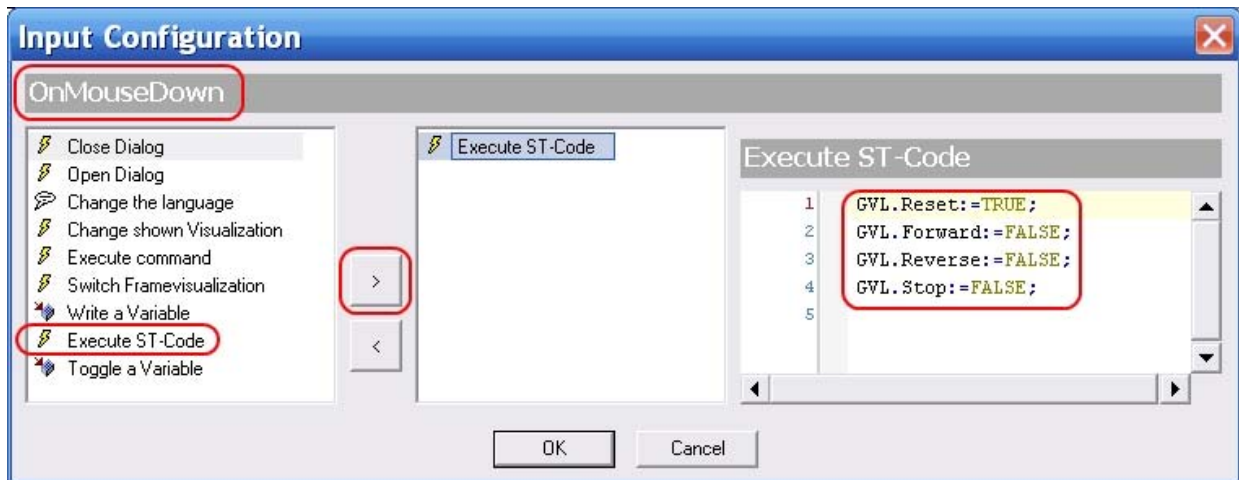 Input Configuration
OnMouseDown
Close Dialog
Open Dialog
Change the language
Change shown Visualization
Execute command
Switch Framevisualization
Write a Variable
Execute ST-Code
Toggle a Variable
>
<
Execute ST-Code
Execute ST-Code
1 GVL.Reset:=TRUE;
2 GVL.Forward:=FALSE;
3 GVL.Reverse:=FALSE;
4 GVL.Stop:=FALSE;
5
OK Cancel